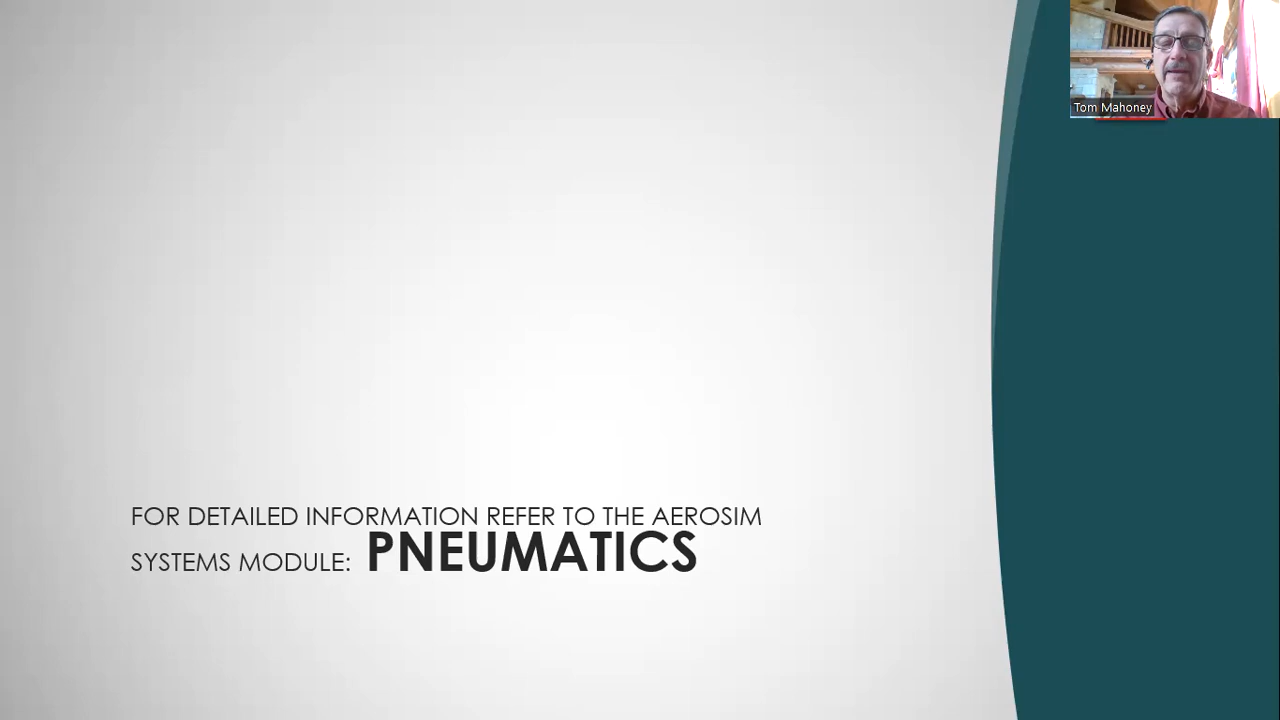 Tom Mahoney
FOR DETAILED INFORMATION REFER TO THE AEROSIM
SYSTEMS MODULE: PNEUMATICS